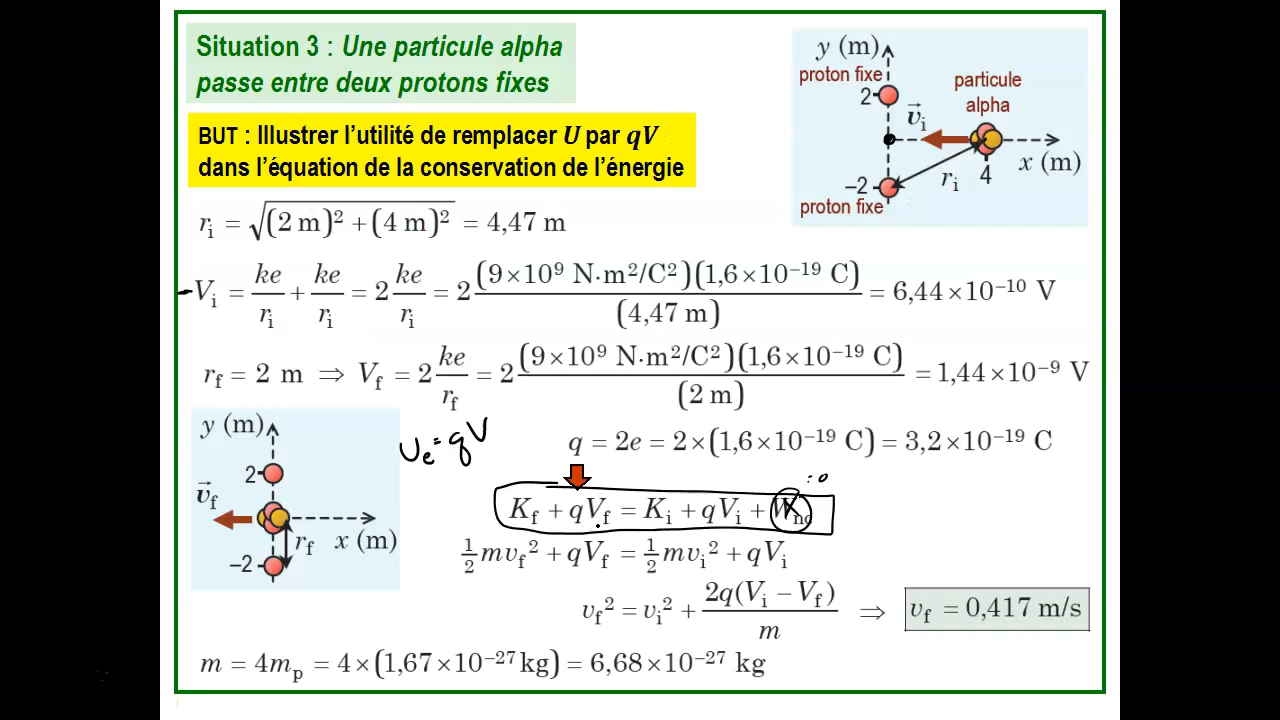 Situation 3 : Une particule alpha
passe entre deux protons fixes
BUT : Illustrer l'utilité de remplacer U par qV
dans l'équation de la conservation de l'énergie
y (m)
proton fixe
2
particule
alpha
v⃗i
x (m)
4
ri
−2
proton fixe
ri = √((2 m)² + (4 m)²) = 4,47 m
Vi = ke/ri + ke/ri = 2 ke/ri = 2 (9×10⁹ N·m²/C²)(1,6×10⁻¹⁹ C)/(4,47 m) = 6,44×10⁻¹⁰ V
rf = 2 m ⇒ Vf = 2 ke/rf = 2 (9×10⁹ N·m²/C²)(1,6×10⁻¹⁹ C)/(2 m) = 1,44×10⁻⁹ V
y (m)
2
v⃗f
rf
x (m)
−2
Ue = qV
q = 2e = 2×(1,6×10⁻¹⁹ C) = 3,2×10⁻¹⁹ C
: 0
Kf + qVf = Ki + qVi + Wnc
½mvf² + qVf = ½mvi² + qVi
vf² = vi² + 2q(Vi − Vf)/m ⇒ vf = 0,417 m/s
m = 4mp = 4×(1,67×10⁻²⁷ kg) = 6,68×10⁻²⁷ kg